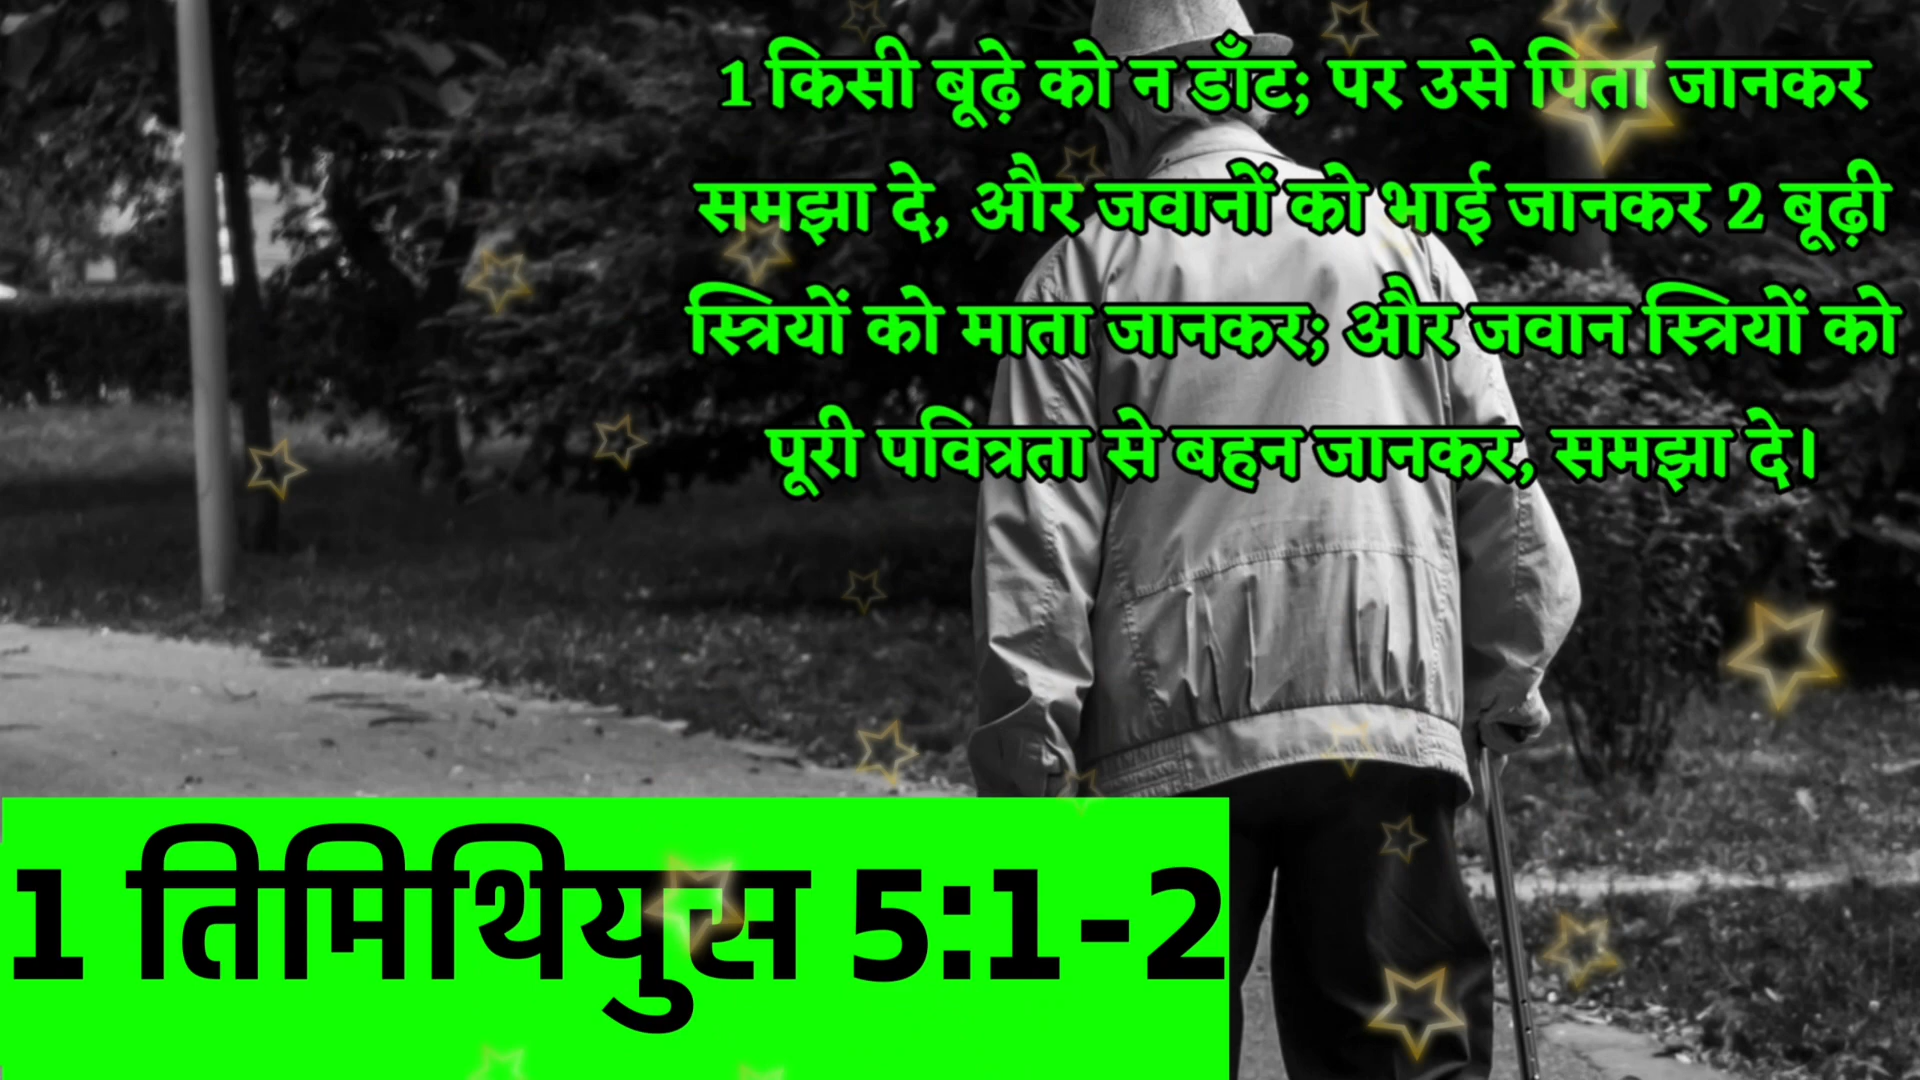 1 किसी बूढ़े को न डाँट; पर उसे पिता जानकर
समझा दे, और जवानों को भाई जानकर 2 बूढ़ी
स्त्रियों को माता जानकर; और जवान स्त्रियों को
पूरी पवित्रता से बहन जानकर, समझा दे।
1 तिमिथियुस 5:1-2